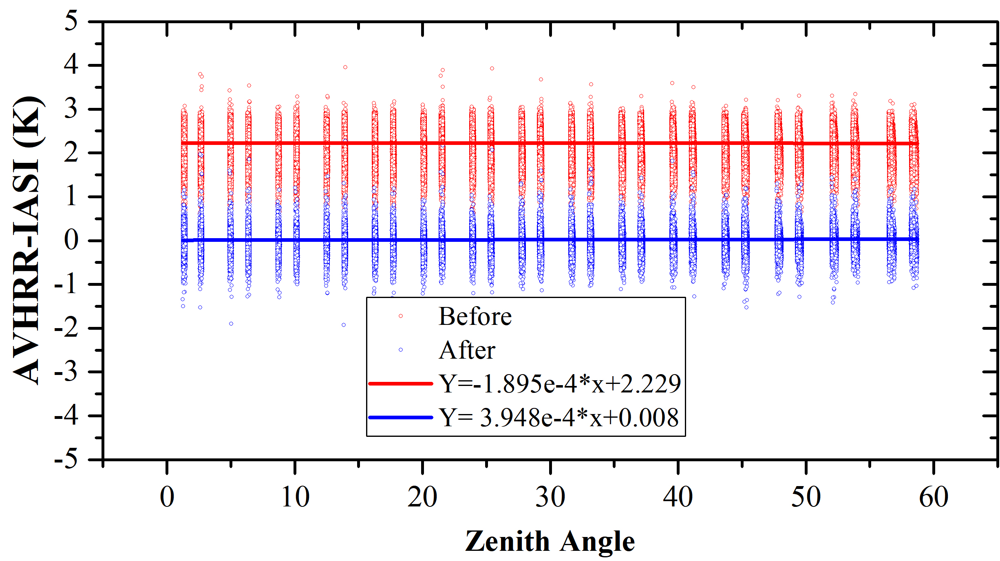 AVHRR-IASI (K)
5
4
3
2
1
0
-1
-2
-3
-4
-5
Before
After
Y=-1.895e-4*x+2.229
Y= 3.948e-4*x+0.008
0 10 20 30 40 50 60
Zenith Angle